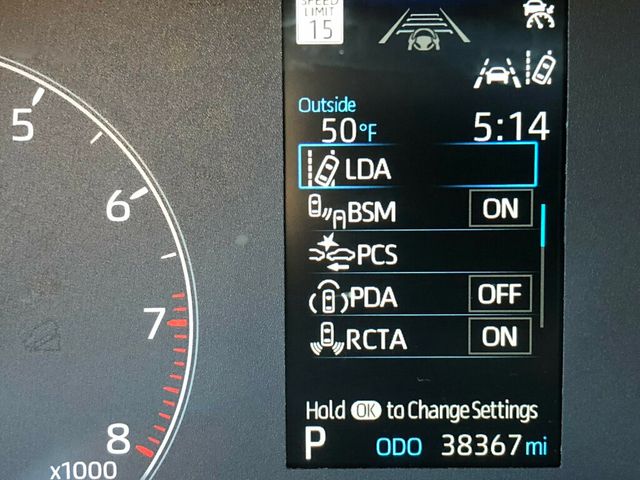 SPEED
LIMIT
15
Outside
50°F 5:14
LDA
BSM ON
PCS
PDA OFF
RCTA ON
Hold OK to Change Settings
P ODO 38367 mi
5
6
7
8
x1000